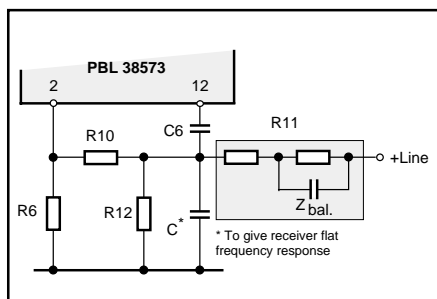 PBL 38573
2 12
C6
R10
R11
+Line
R6
R12
C*
Z bal.
* To give receiver flat
frequency response